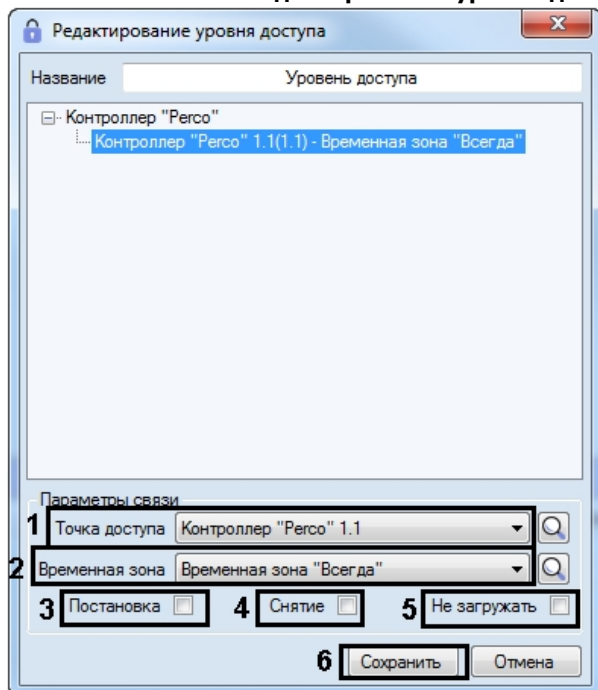 Редактирование уровня доступа
Название Уровень доступа
Контроллер "Perco"
Контроллер "Perco" 1.1(1.1) - Временная зона "Всегда"
Параметры связи
1 Точка доступа Контроллер "Perco" 1.1
2 Временная зона Временная зона "Всегда"
3 Постановка 4 Снятие 5 Не загружать
6 Сохранить Отмена